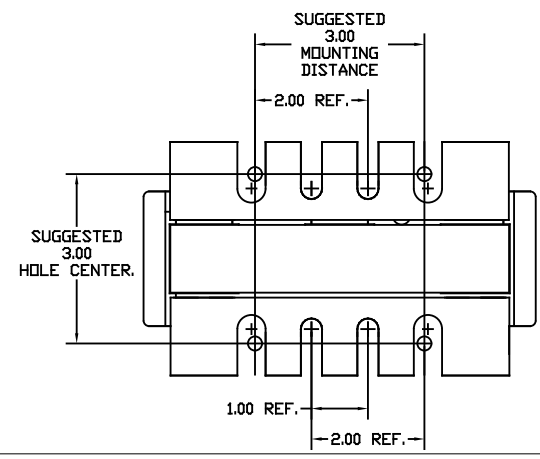 SUGGESTED
3.00
MOUNTING
DISTANCE
2.00 REF.
SUGGESTED
3.00
HOLE CENTER.
1.00 REF.
2.00 REF.